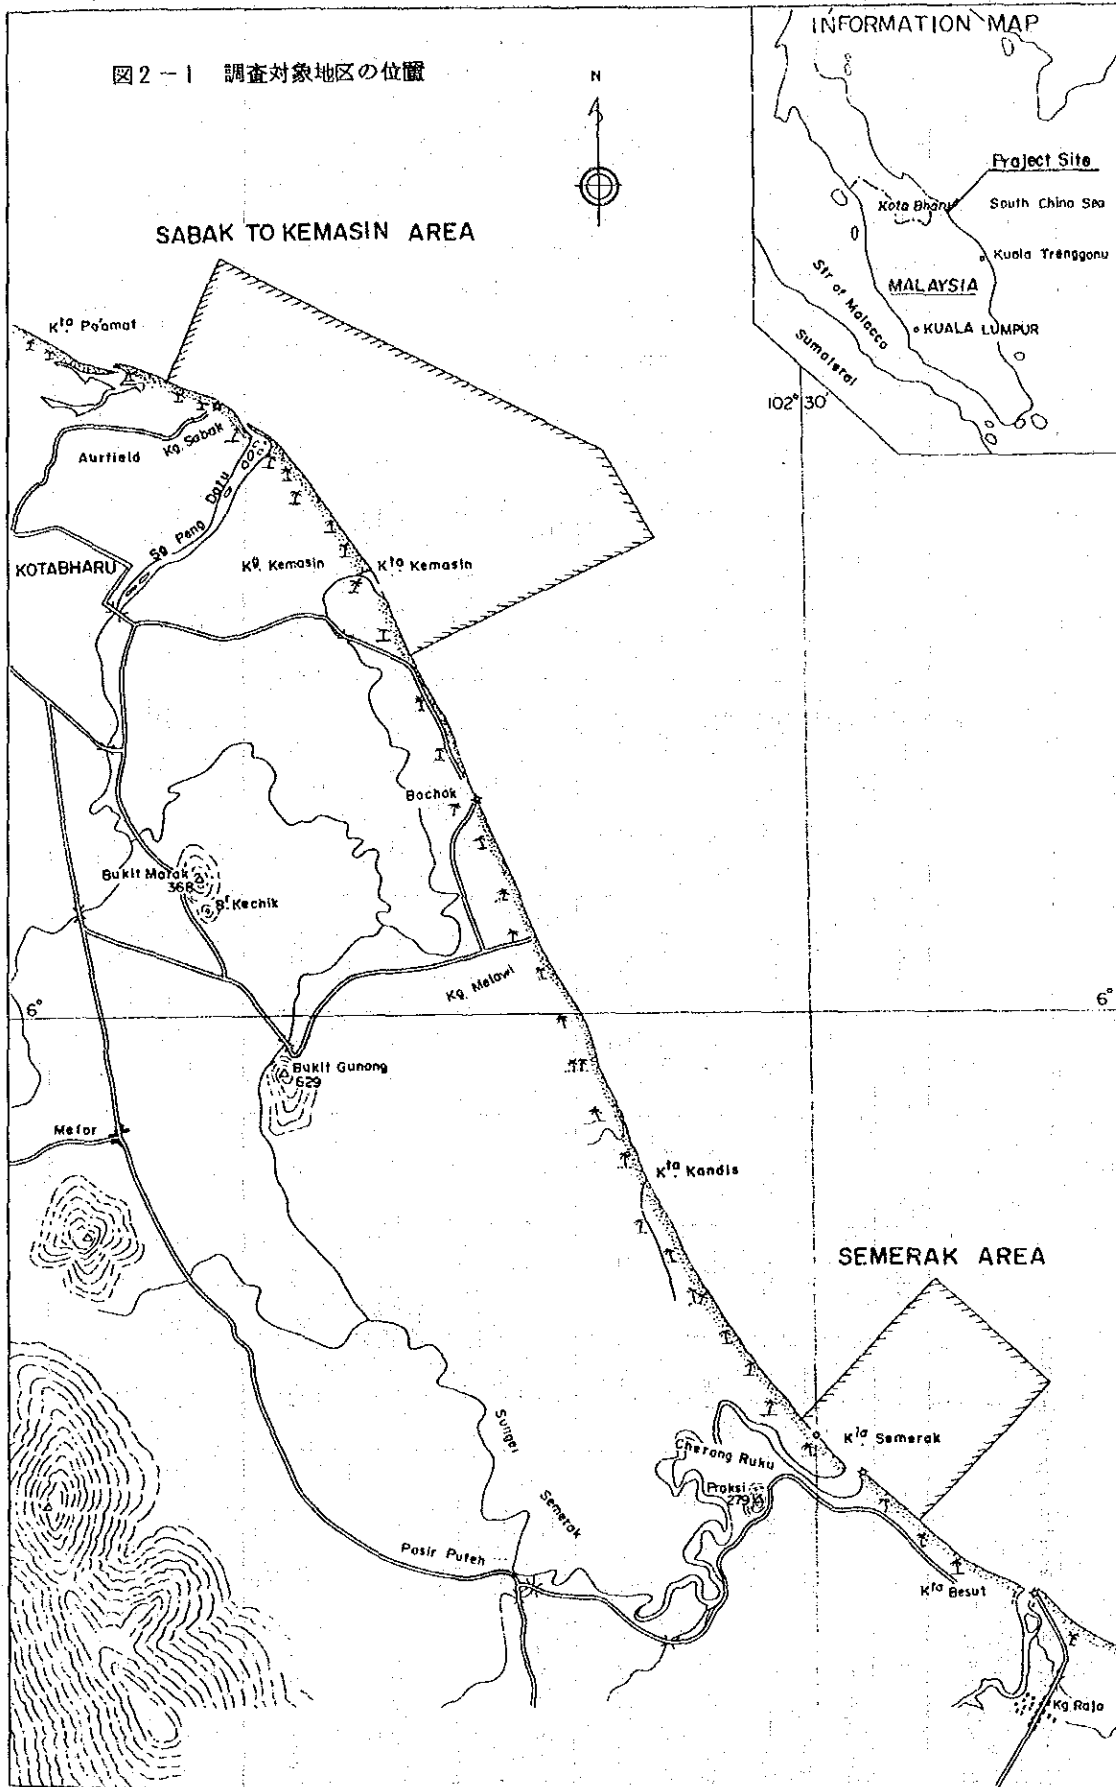 図2-1 調査対象地区の位置
INFORMATION MAP
N
Project Site
Kota Bharu
South China Sea
Kuala Trengganu
MALAYSIA
Str of Malacca
KUALA LUMPUR
Sumatera
102° 30'
SABAK TO KEMASIN AREA
Kta Pa'amat
Kg. Sabak
Aurfield
Sg Peng Datu
KOTABHARU
Kg. Kemasin
Kta Kemasin
Bachok
Bukit Marak
368
Bt. Kechik
Kg. Melawi
6°
6°
Bukit Gunong
629
Mefor
Kta Kandis
SEMERAK AREA
Kta Semerak
Cherang Ruku
Proksi
279
Sungei Semerak
Pasir Puteh
Kta Besut
Kg Raja